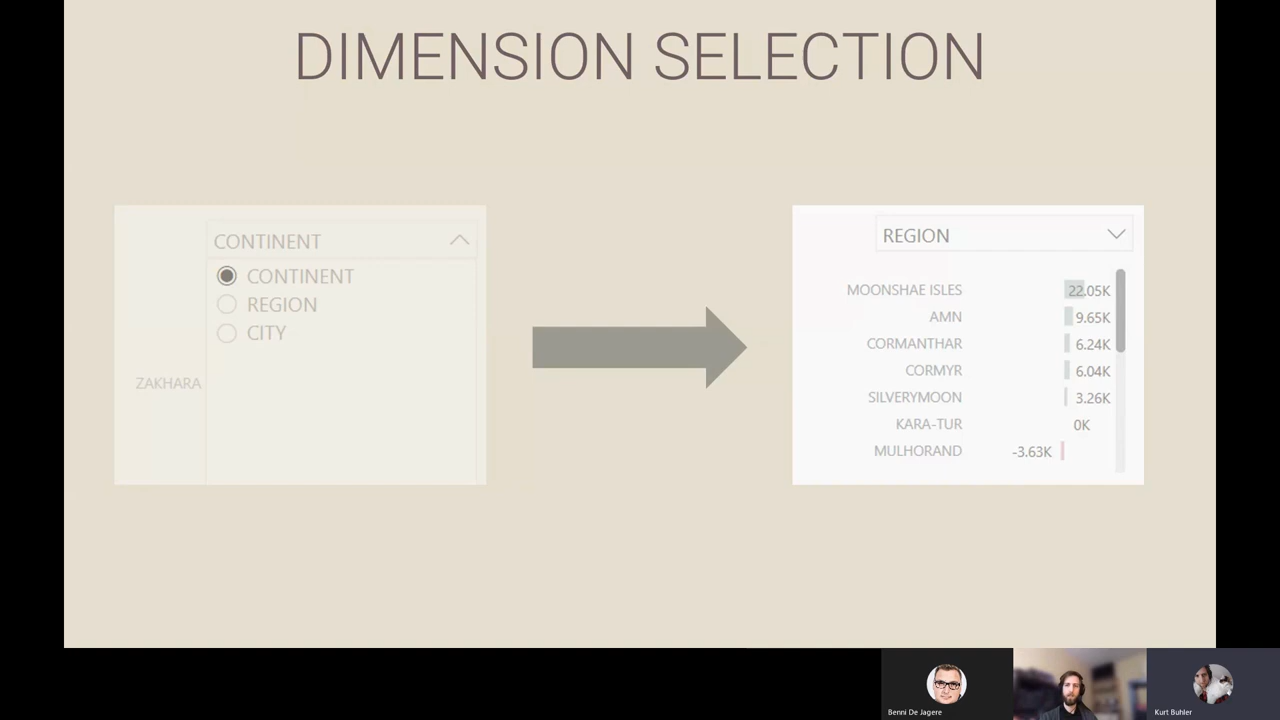 DIMENSION SELECTION
CONTINENT
CONTINENT
REGION
CITY
ZAKHARA
REGION
MOONSHAE ISLES 22.05K
AMN 9.65K
CORMANTHAR 6.24K
CORMYR 6.04K
SILVERYMOON 3.26K
KARA-TUR 0K
MULHORAND -3.63K
Benni De Jagere
Kurt Buhler